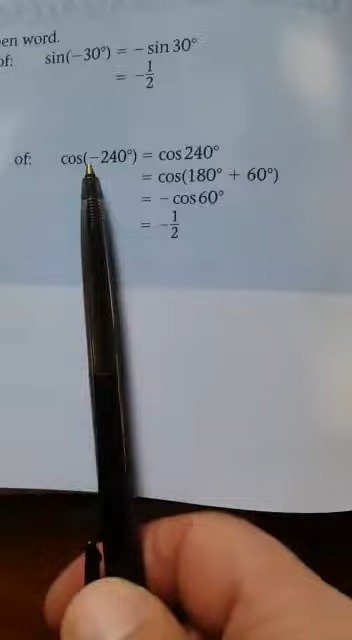 en word.
of: sin(−30°) = − sin 30°
= −1/2
of: cos(−240°) = cos 240°
= cos(180° + 60°)
= − cos 60°
= −1/2